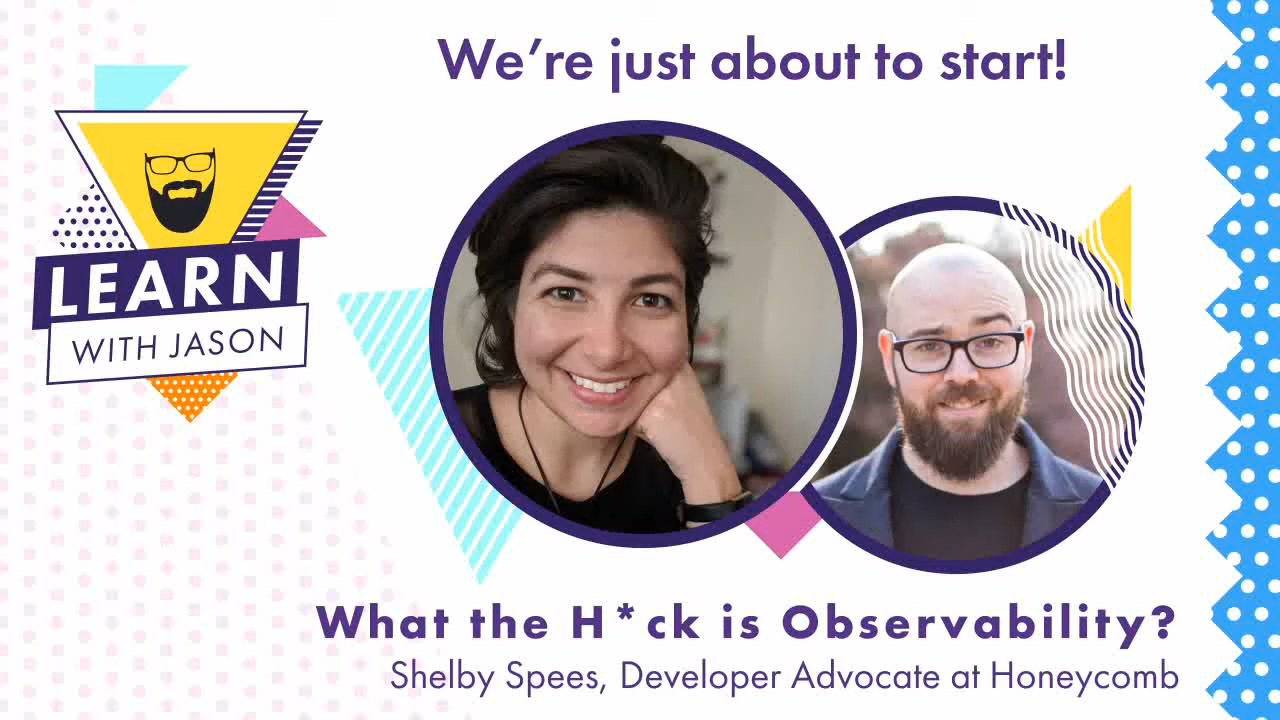 We're just about to start!
LEARN
WITH JASON
What the H*ck is Observability?
Shelby Spees, Developer Advocate at Honeycomb